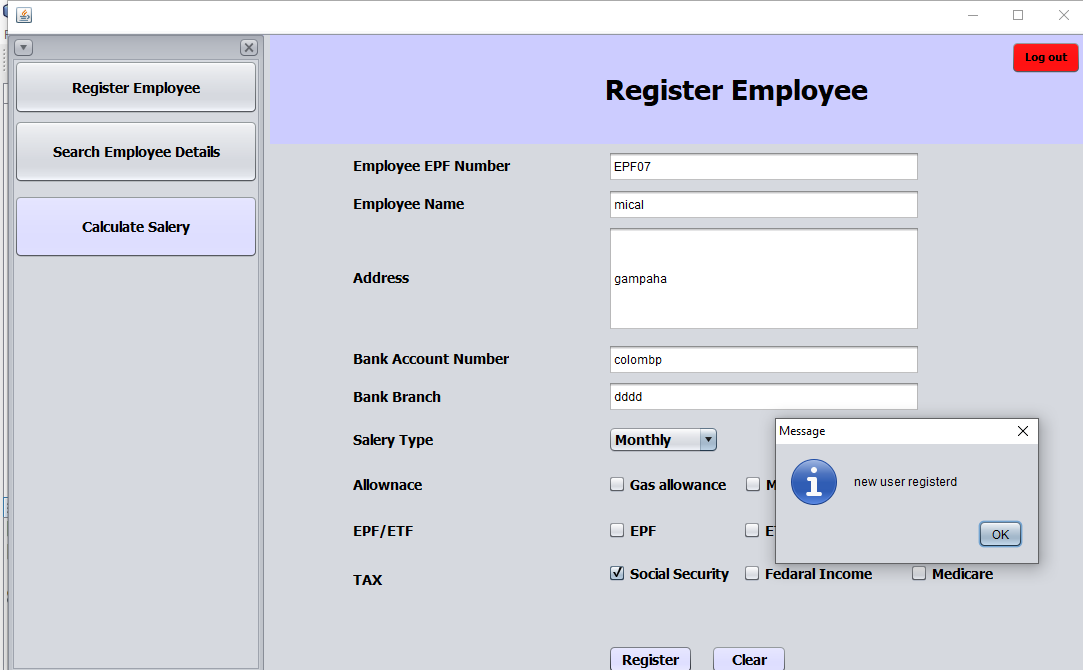 Log out
Register Employee
Register Employee
Search Employee Details
Calculate Salery
Employee EPF Number
EPF07
Employee Name
mical
Address
gampaha
Bank Account Number
colombp
Bank Branch
dddd
Salery Type
Monthly
Message
new user registerd
OK
Allownace
Gas allowance
M
EPF/ETF
EPF
TAX
Social Security
Fedaral Income
Medicare
Register
Clear